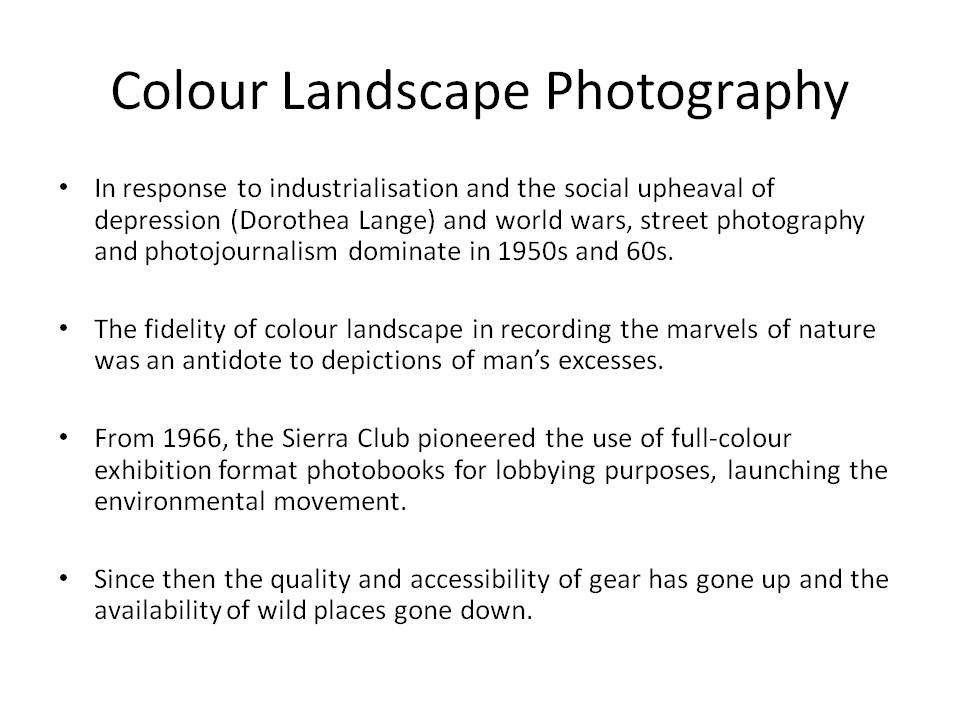 Colour Landscape Photography
• In response to industrialisation and the social upheaval of
depression (Dorothea Lange) and world wars, street photography
and photojournalism dominate in 1950s and 60s.
• The fidelity of colour landscape in recording the marvels of nature
was an antidote to depictions of man’s excesses.
• From 1966, the Sierra Club pioneered the use of full-colour
exhibition format photobooks for lobbying purposes, launching the
environmental movement.
• Since then the quality and accessibility of gear has gone up and the
availability of wild places gone down.